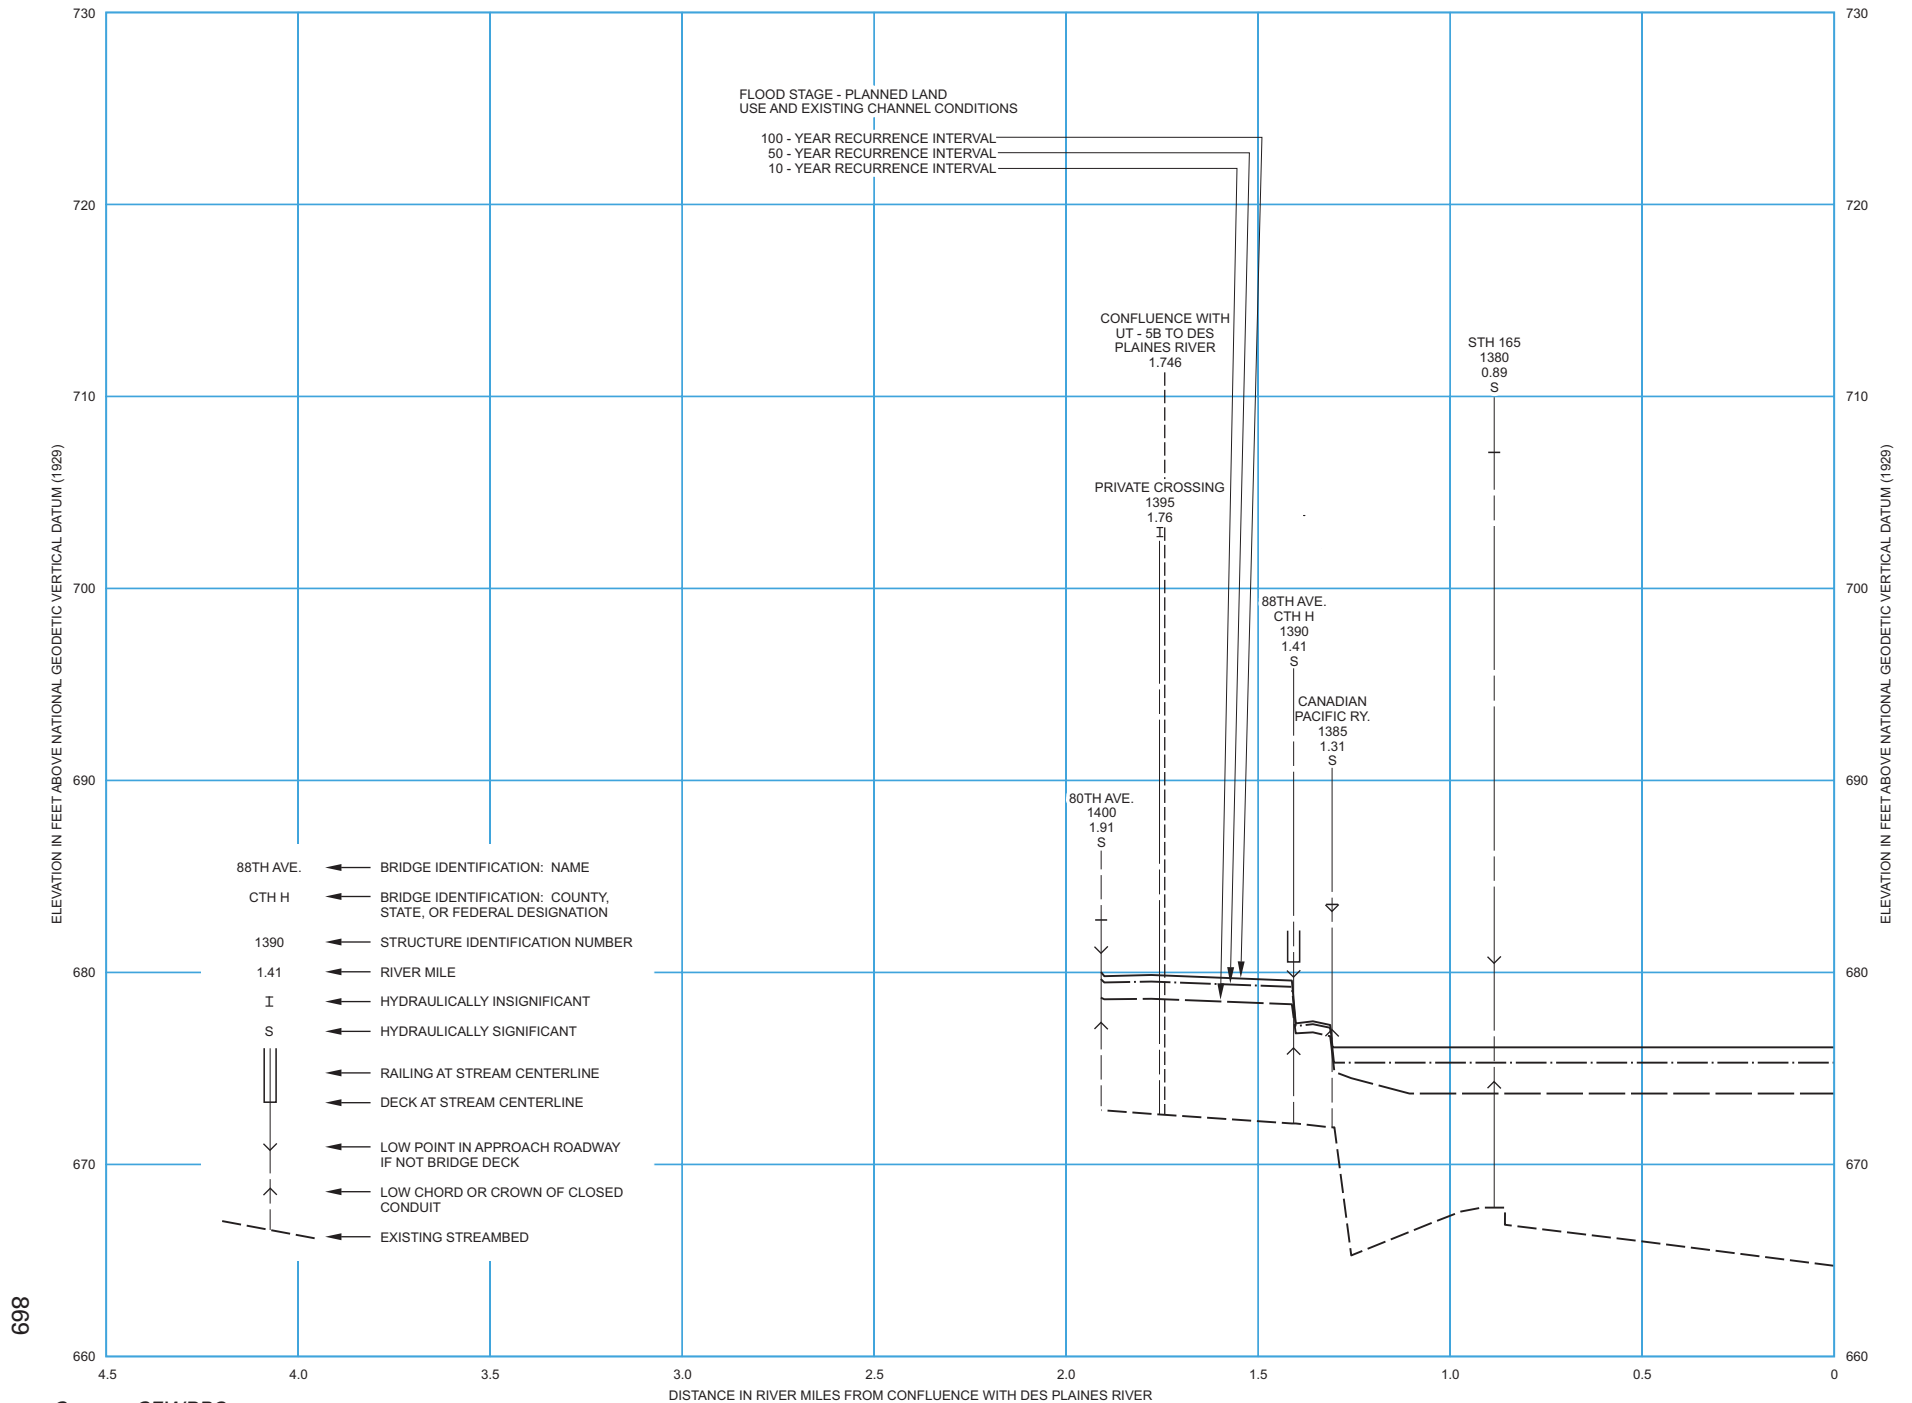 730
730
FLOOD STAGE - PLANNED LAND
USE AND EXISTING CHANNEL CONDITIONS
100 - YEAR RECURRENCE INTERVAL
50 - YEAR RECURRENCE INTERVAL
10 - YEAR RECURRENCE INTERVAL
720
720
CONFLUENCE WITH
UT - 5B TO DES
PLAINES RIVER
1.746
STH 165
1380
0.89
S
710
710
PRIVATE CROSSING
1395
1.76
I
700
700
88TH AVE.
CTH H
1390
1.41
S
CANADIAN
PACIFIC RY.
1385
1.31
S
690
690
80TH AVE.
1400
1.91
S
ELEVATION IN FEET ABOVE NATIONAL GEODETIC VERTICAL DATUM (1929)
ELEVATION IN FEET ABOVE NATIONAL GEODETIC VERTICAL DATUM (1929)
88TH AVE. BRIDGE IDENTIFICATION: NAME
CTH H BRIDGE IDENTIFICATION: COUNTY,
STATE, OR FEDERAL DESIGNATION
1390 STRUCTURE IDENTIFICATION NUMBER
680
680
1.41 RIVER MILE
I HYDRAULICALLY INSIGNIFICANT
S HYDRAULICALLY SIGNIFICANT
RAILING AT STREAM CENTERLINE
DECK AT STREAM CENTERLINE
LOW POINT IN APPROACH ROADWAY
IF NOT BRIDGE DECK
670
670
LOW CHORD OR CROWN OF CLOSED
CONDUIT
EXISTING STREAMBED
698
660
660
4.5 4.0 3.5 3.0 2.5 2.0 1.5 1.0 0.5 0
DISTANCE IN RIVER MILES FROM CONFLUENCE WITH DES PLAINES RIVER